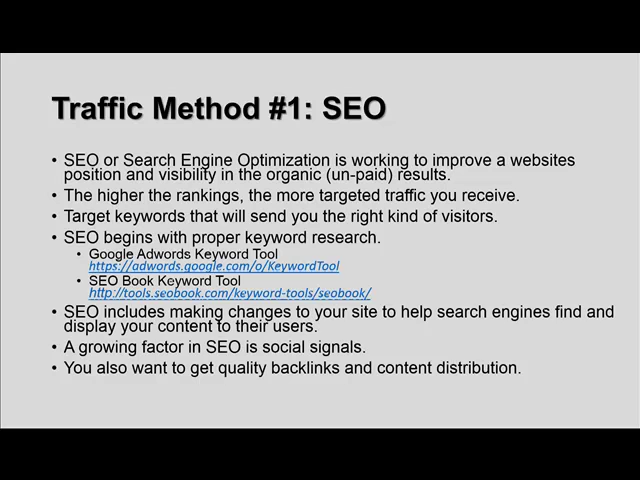 Traffic Method #1: SEO
• SEO or Search Engine Optimization is working to improve a websites
position and visibility in the organic (un-paid) results.
• The higher the rankings, the more targeted traffic you receive.
• Target keywords that will send you the right kind of visitors.
• SEO begins with proper keyword research.
• Google Adwords Keyword Tool
https://adwords.google.com/o/KeywordTool
• SEO Book Keyword Tool
http://tools.seobook.com/keyword-tools/seobook/
• SEO includes making changes to your site to help search engines find and
display your content to their users.
• A growing factor in SEO is social signals.
• You also want to get quality backlinks and content distribution.